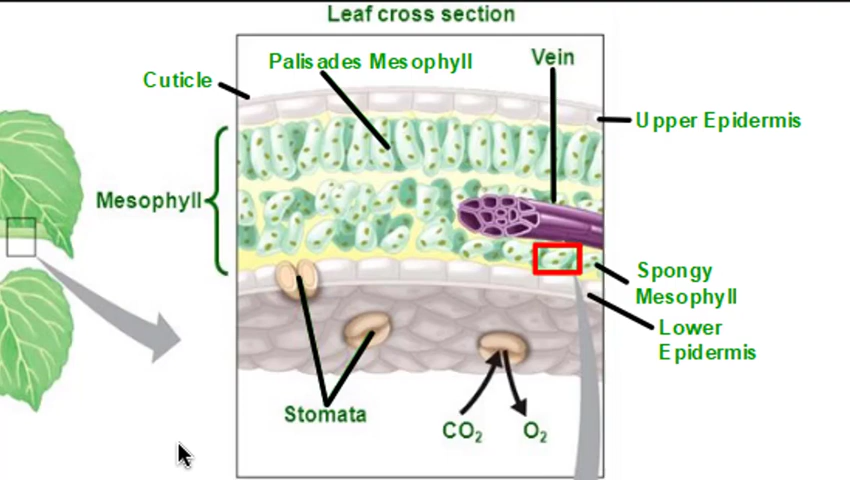 Leaf cross section
Palisades Mesophyll
Vein
Cuticle
Upper Epidermis
Mesophyll
Spongy
Mesophyll
Lower
Epidermis
Stomata
CO₂
O₂